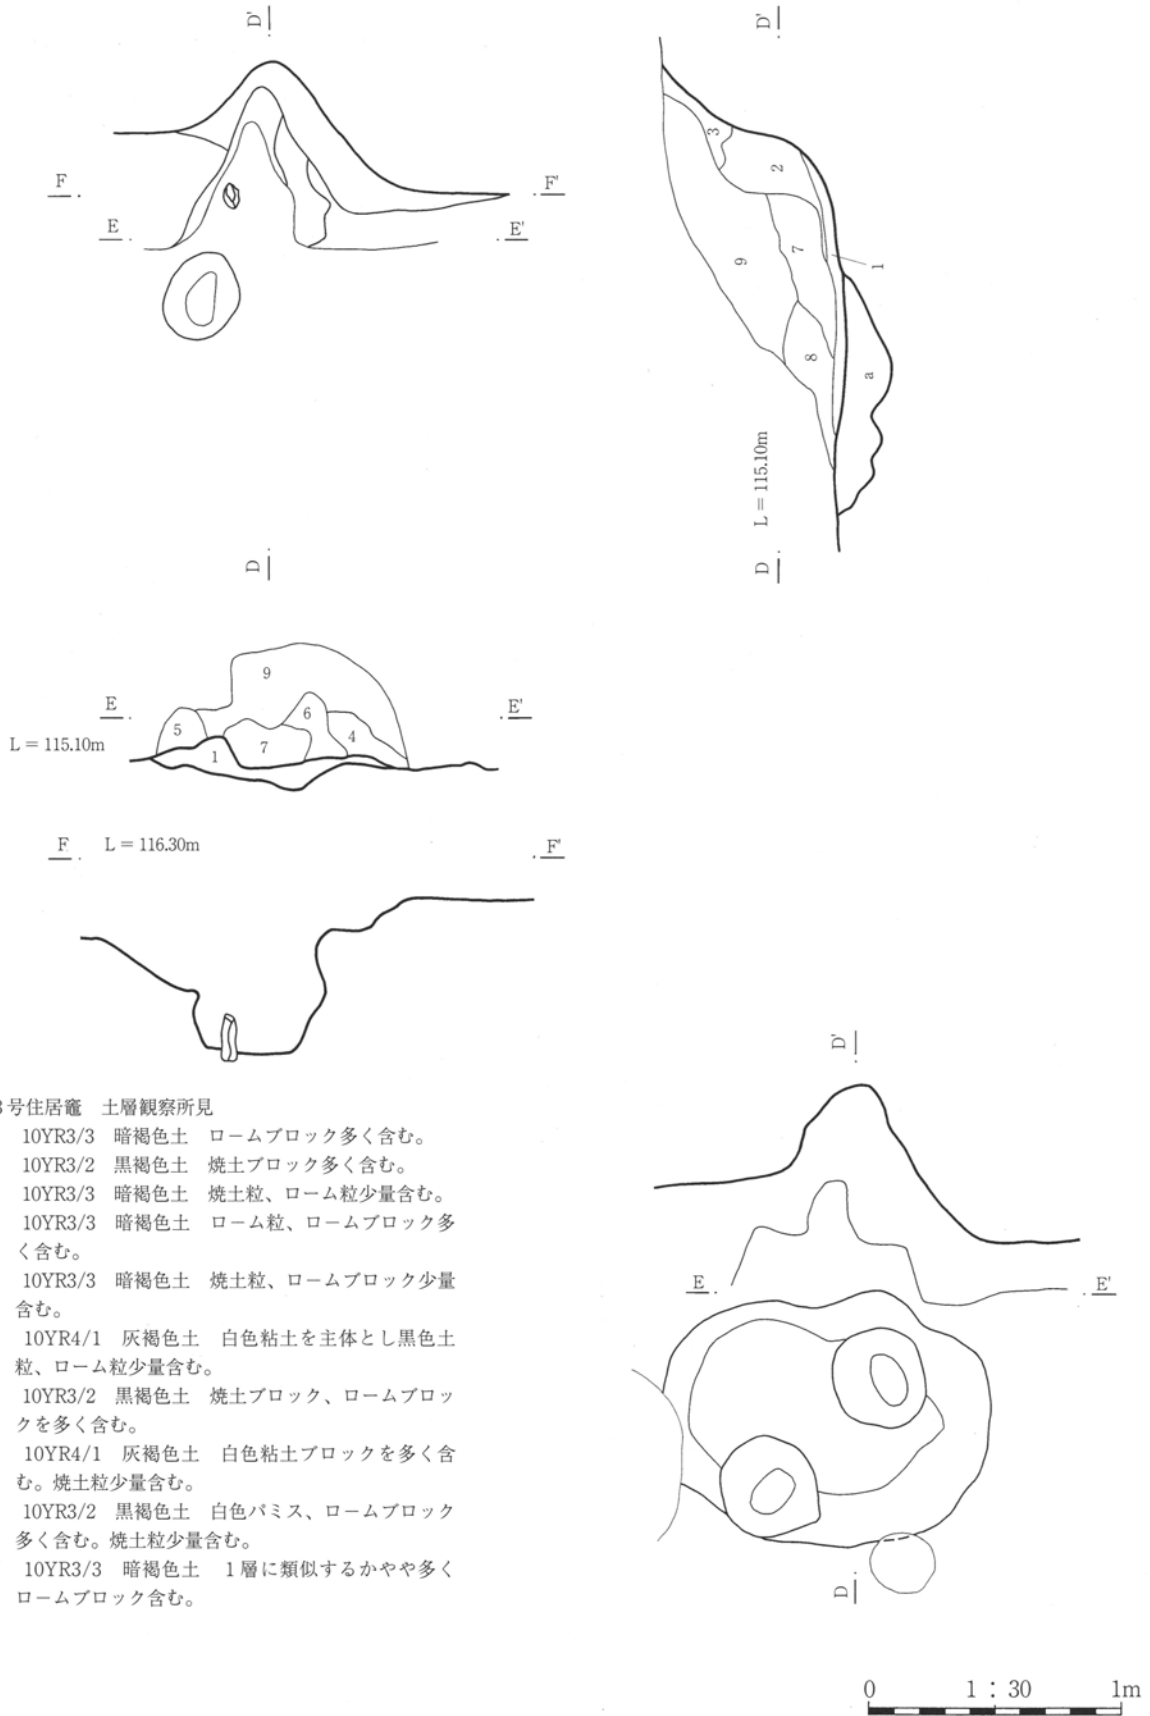 D'
F
F'
E
E'
D
D'
3
2
1
7
9
8
a
L = 115.10m
D
E
E'
9
5
6
4
1
7
L = 115.10m
F
L = 116.30m
F'
号住居竈 土層観察所見
10YR3/3 暗褐色土 ロームブロック多く含む。
10YR3/2 黒褐色土 焼土ブロック多く含む。
10YR3/3 暗褐色土 焼土粒、ローム粒少量含む。
10YR3/3 暗褐色土 ローム粒、ロームブロック多
く含む。
10YR3/3 暗褐色土 焼土粒、ロームブロック少量
含む。
10YR4/1 灰褐色土 白色粘土を主体とし黒色土
粒、ローム粒少量含む。
10YR3/2 黒褐色土 焼土ブロック、ロームブロッ
クを多く含む。
10YR4/1 灰褐色土 白色粘土ブロックを多く含
む。焼土粒少量含む。
10YR3/2 黒褐色土 白色パミス、ロームブロック
多く含む。焼土粒少量含む。
10YR3/3 暗褐色土 1層に類似するかやや多く
ロームブロック含む。
D'
E
E'
D
0 1：30 1m